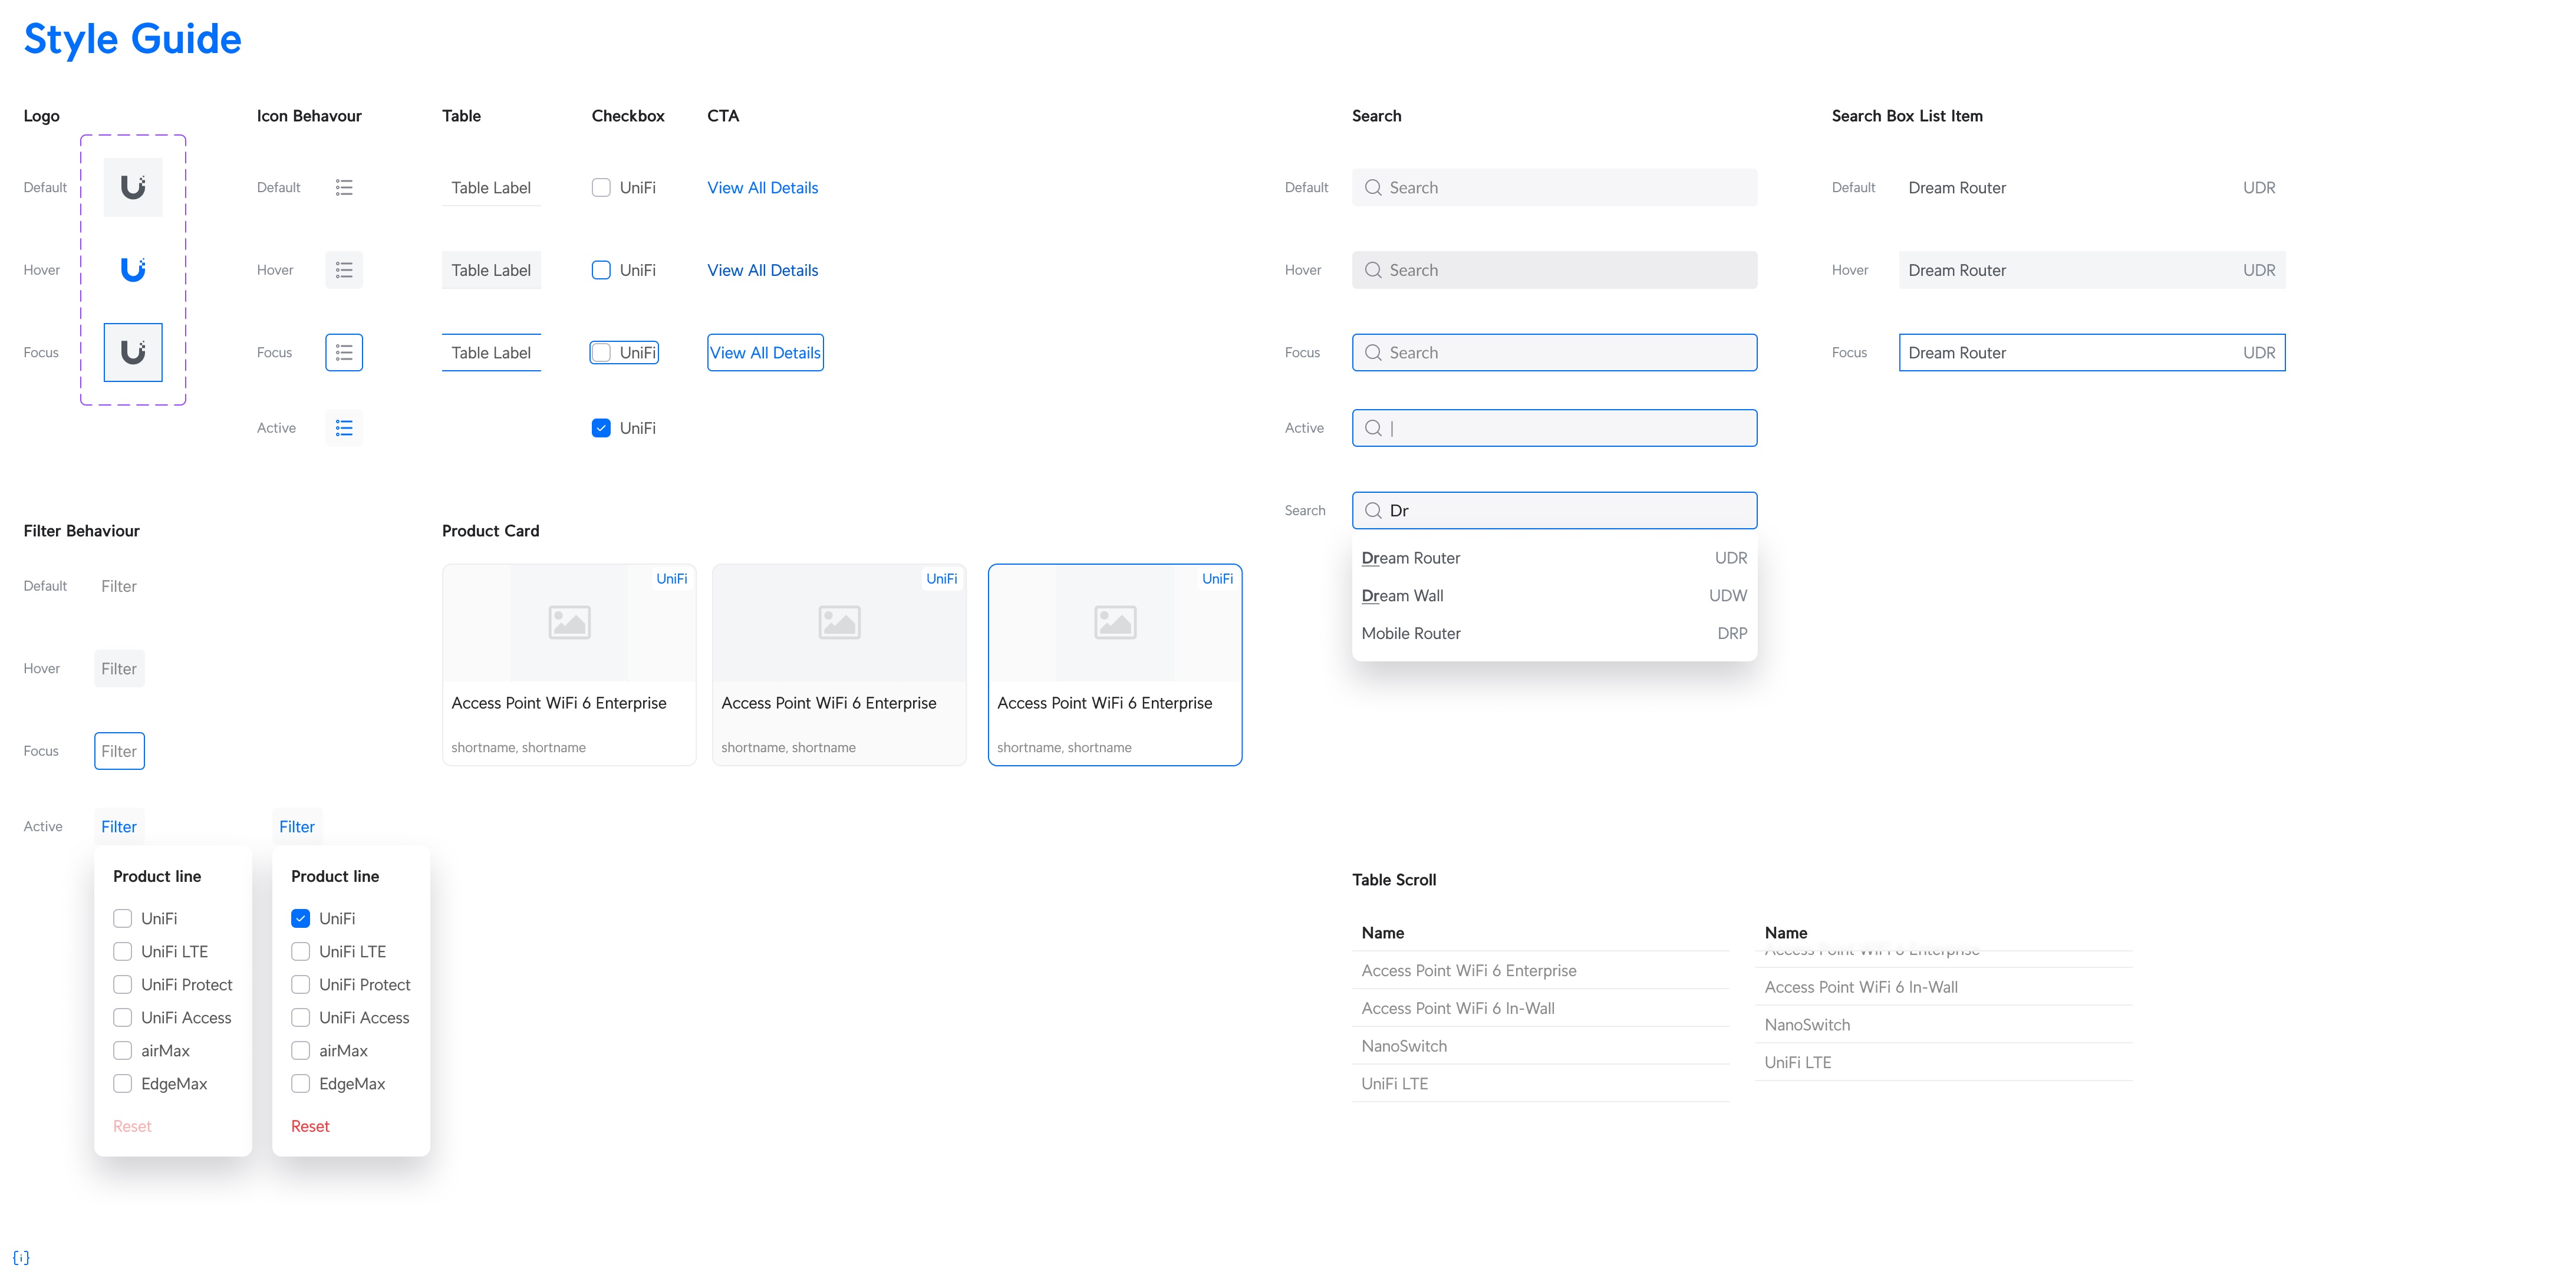 Style Guide
Logo
Default
Hover
Focus
Icon Behavour
Default
Hover
Focus
Active
Table
Table Label
Table Label
Table Label
Checkbox
UniFi
UniFi
UniFi
UniFi
CTA
View All Details
View All Details
View All Details
Search
Default
Search
Hover
Search
Focus
Search
Active
Search
Dr
Dream Router UDR
Dream Wall UDW
Mobile Router DRP
Search Box List Item
Default
Dream Router UDR
Hover
Dream Router UDR
Focus
Dream Router UDR
Filter Behaviour
Default
Filter
Hover
Filter
Focus
Filter
Active
Filter
Product line
UniFi
UniFi LTE
UniFi Protect
UniFi Access
airMax
EdgeMax
Reset
Filter
Product line
UniFi
UniFi LTE
UniFi Protect
UniFi Access
airMax
EdgeMax
Reset
Product Card
UniFi
Access Point WiFi 6 Enterprise
shortname, shortname
UniFi
Access Point WiFi 6 Enterprise
shortname, shortname
UniFi
Access Point WiFi 6 Enterprise
shortname, shortname
Table Scroll
Name
Access Point WiFi 6 Enterprise
Access Point WiFi 6 In-Wall
NanoSwitch
UniFi LTE
Name
Access Point WiFi 6 Enterprise
Access Point WiFi 6 In-Wall
NanoSwitch
UniFi LTE
{i}